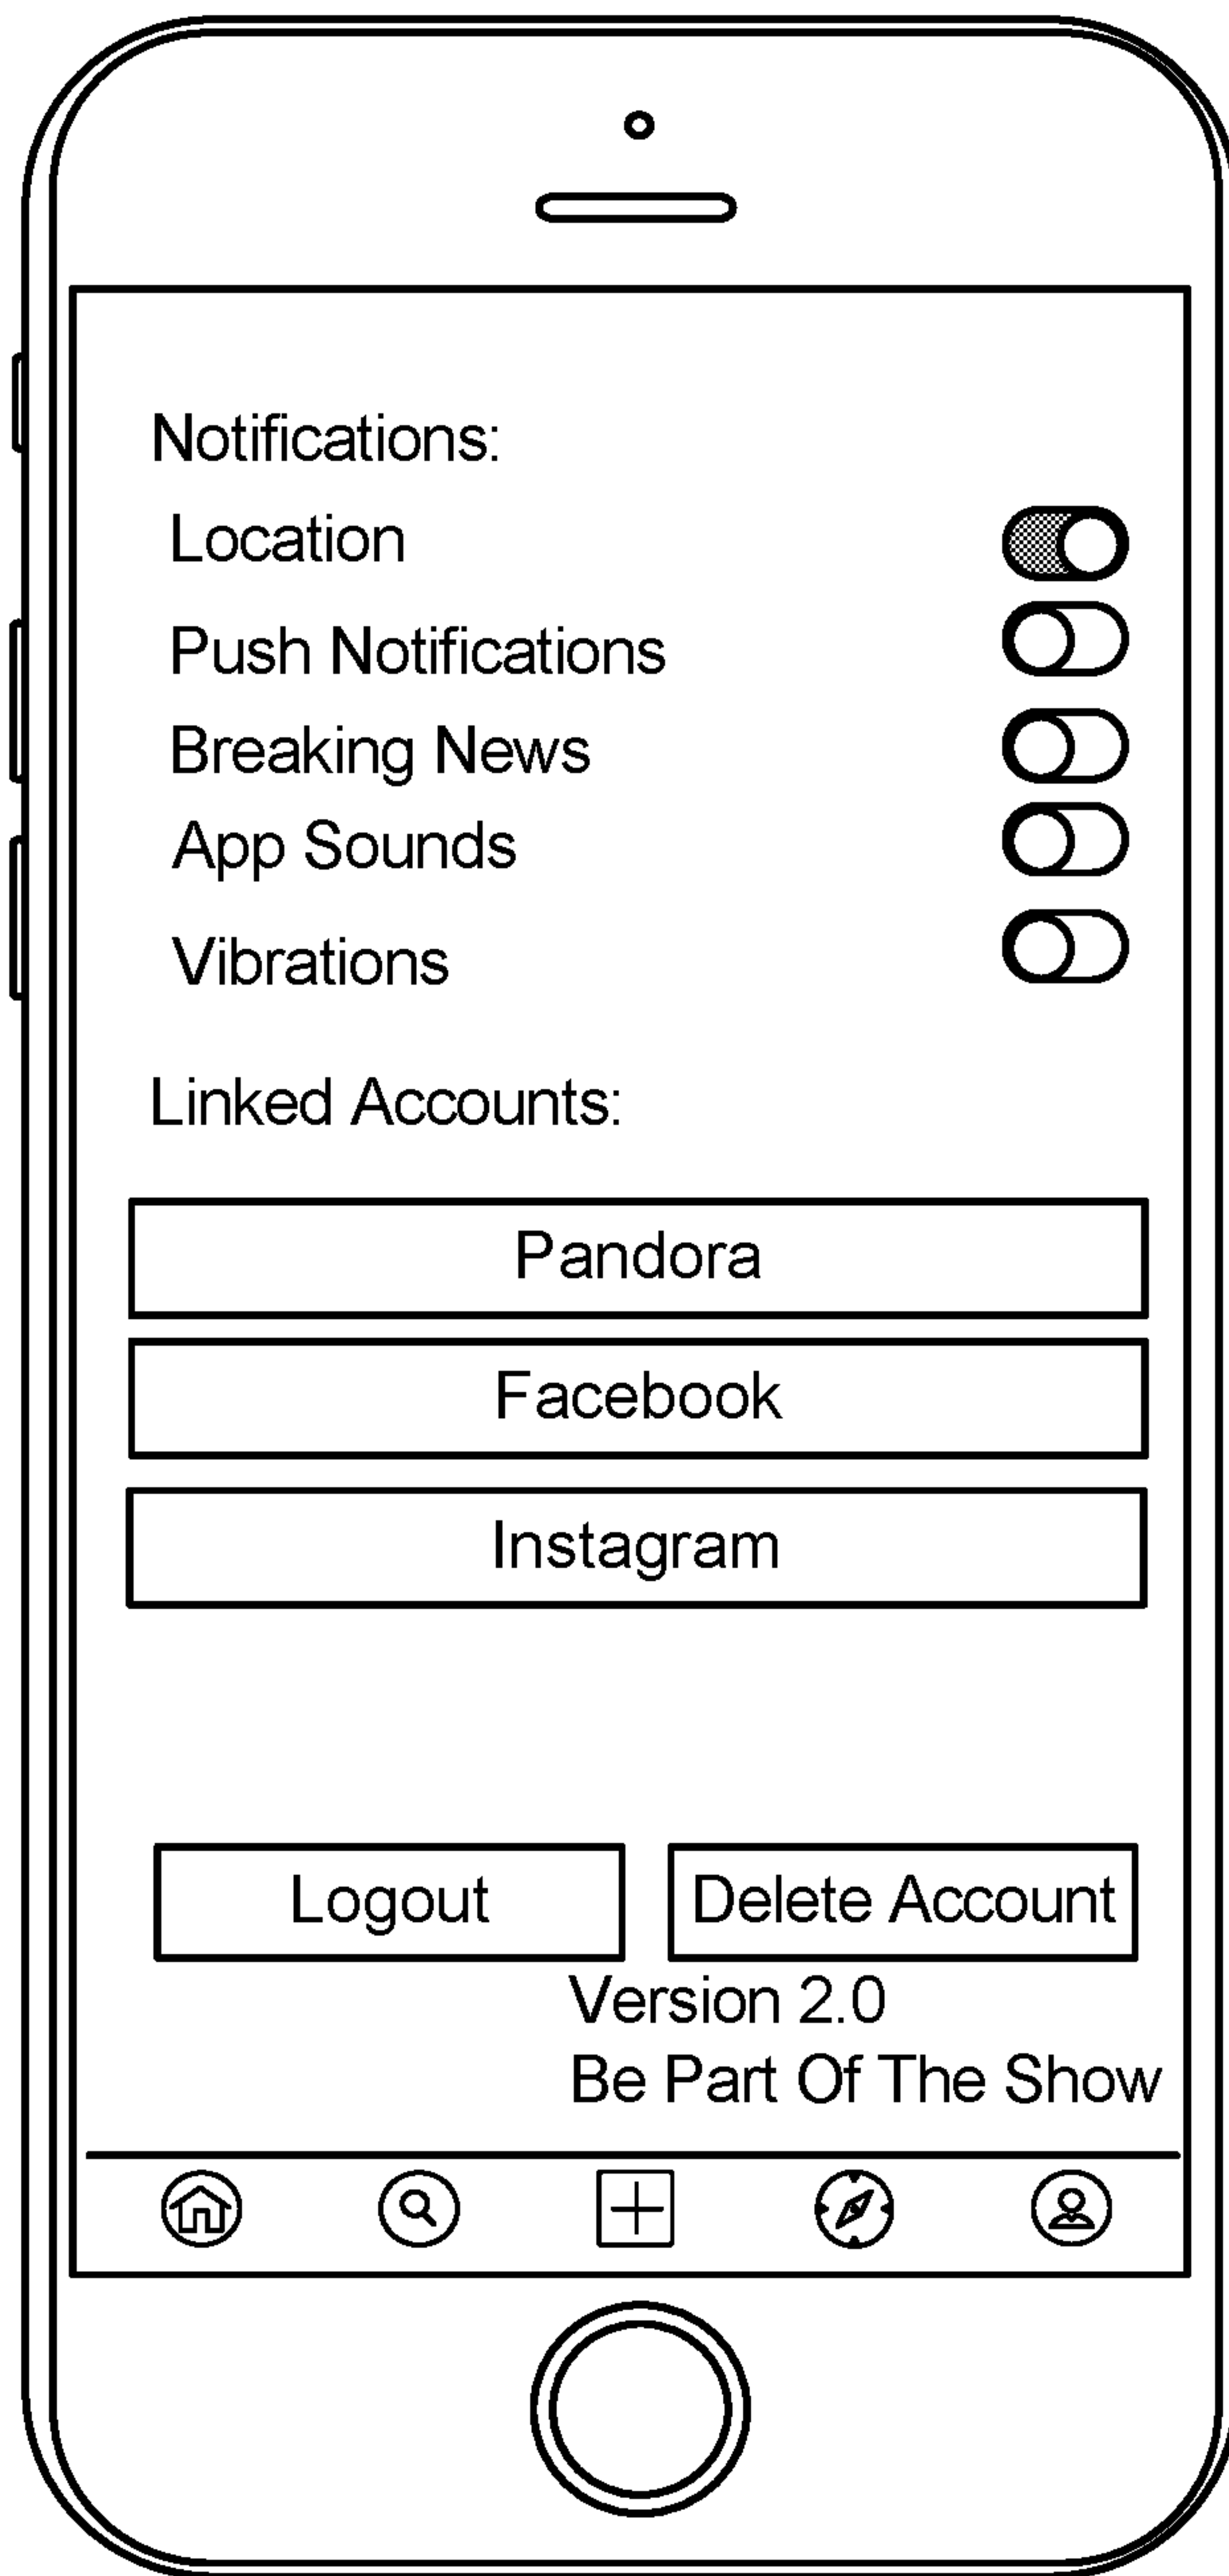 Notifications:
Location
Push Notifications
Breaking News
App Sounds
Vibrations
Linked Accounts:
Pandora
Facebook
Instagram
Logout
Delete Account
Version 2.0
Be Part Of The Show